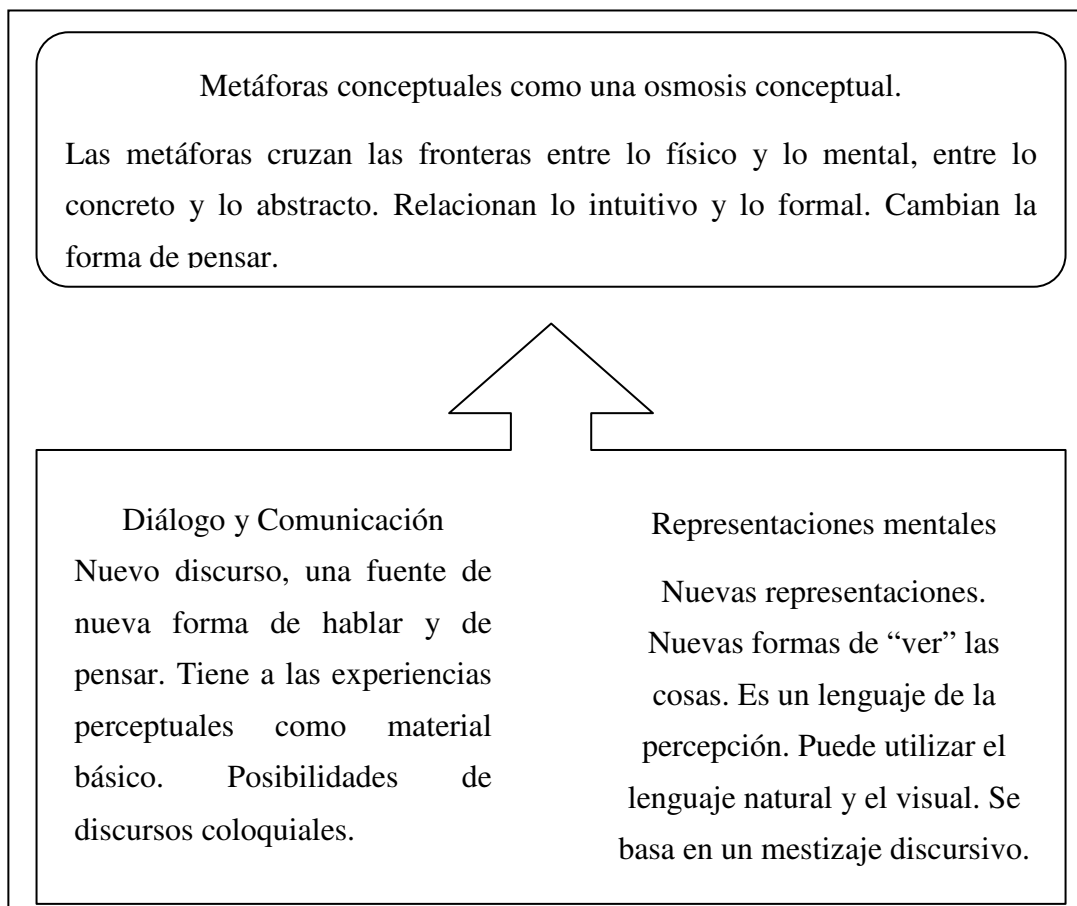 Metáforas conceptuales como una osmosis conceptual.
Las metáforas cruzan las fronteras entre lo físico y lo mental, entre lo
concreto y lo abstracto. Relacionan lo intuitivo y lo formal. Cambian la
forma de pensar.
Diálogo y Comunicación
Nuevo discurso, una fuente de
nueva forma de hablar y de
pensar. Tiene a las experiencias
perceptuales como material
básico. Posibilidades de
discursos coloquiales.
Representaciones mentales
Nuevas representaciones.
Nuevas formas de “ver” las
cosas. Es un lenguaje de la
percepción. Puede utilizar el
lenguaje natural y el visual. Se
basa en un mestizaje discursivo.